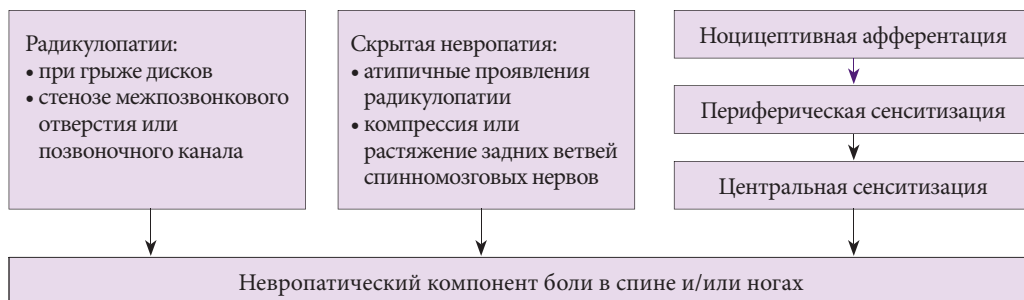 Радикулопатии:
• при грыже дисков
• стенозе межпозвонкового
отверстия или
позвоночного канала
Скрытая невропатия:
• атипичные проявления
радикулопатии
• компрессия или
растяжение задних ветвей
спинномозговых нервов
Ноцицептивная афферентация
Периферическая сенситизация
Центральная сенситизация
Невропатический компонент боли в спине и/или ногах